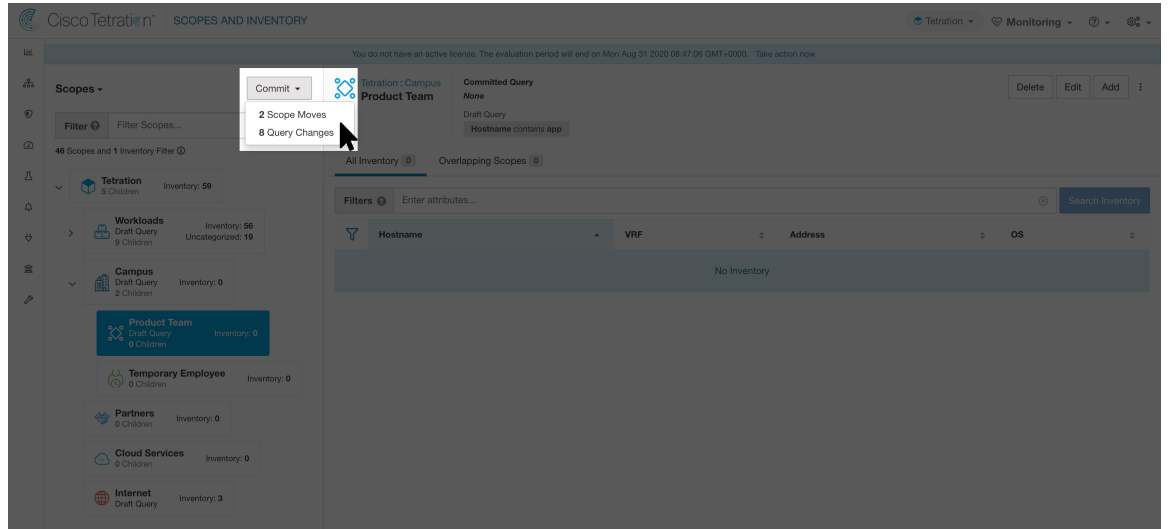 Cisco Tetration™ SCOPES AND INVENTORY
Tetration
Monitoring
You do not have an active license. The evaluation period will end on Mon Aug 31 2020 08:47:06 GMT+0000. Take action now.
Scopes
Commit
2 Scope Moves
8 Query Changes
Filter Filter Scopes...
46 Scopes and 1 Inventory Filter
Tetration
5 Children
Inventory: 59
Workloads
Draft Query
9 Children
Inventory: 56
Uncategorized: 19
Campus
Draft Query
2 Children
Inventory: 0
Product Team
Draft Query
0 Children
Inventory: 0
Temporary Employee
0 Children
Inventory: 0
Partners
0 Children
Inventory: 0
Cloud Services
0 Children
Inventory: 0
Internet
Draft Query
Inventory: 3
Tetration : Campus
Product Team
Committed Query
None
Draft Query
Hostname contains app
Delete Edit Add
All Inventory 0 Overlapping Scopes 0
Filters Enter attributes... Search Inventory
Hostname VRF Address OS
No Inventory